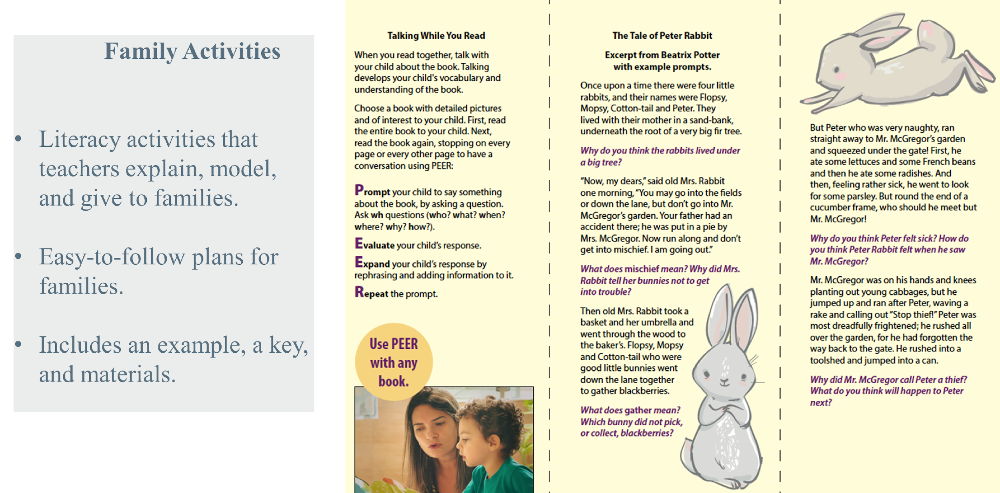 Family Activities
• Literacy activities that
teachers explain, model,
and give to families.
• Easy-to-follow plans for
families.
• Includes an example, a key,
and materials.
Talking While You Read
When you read together, talk with
your child about the book. Talking
develops your child's vocabulary and
understanding of the book.
Choose a book with detailed pictures
and of interest to your child. First, read
the entire book to your child. Next,
read the book again, stopping on every
page or every other page to have a
conversation using PEER:
Prompt your child to say something
about the book, by asking a question.
Ask wh questions (who? what? when?
where? why? how?).
Evaluate your child's response.
Expand your child's response by
rephrasing and adding information to it.
Repeat the prompt.
Use PEER
with any
book.
The Tale of Peter Rabbit
Excerpt from Beatrix Potter
with example prompts.
Once upon a time there were four little
rabbits, and their names were Flopsy,
Mopsy, Cotton-tail and Peter. They
lived with their mother in a sand-bank,
underneath the root of a very big fir tree.
Why do you think the rabbits lived under
a big tree?
"Now, my dears," said old Mrs. Rabbit
one morning, "You may go into the fields
or down the lane, but don't go into Mr.
McGregor's garden. Your father had an
accident there; he was put in a pie by
Mrs. McGregor. Now run along and don't
get into mischief. I am going out."
What does mischief mean? Why did Mrs.
Rabbit tell her bunnies not to get
into trouble?
Then old Mrs. Rabbit took a
basket and her umbrella and
went through the wood to
the baker's. Flopsy, Mopsy
and Cotton-tail who were
good little bunnies went
down the lane together
to gather blackberries.
What does gather mean?
Which bunny did not pick,
or collect, blackberries?
But Peter who was very naughty, ran
straight away to Mr. McGregor's garden
and squeezed under the gate! First, he
ate some lettuces and some French beans
and then he ate some radishes. And
then, feeling rather sick, he went to look
for some parsley. But round the end of a
cucumber frame, who should he meet but
Mr. McGregor!
Why do you think Peter felt sick? How do
you think Peter Rabbit felt when he saw
Mr. McGregor?
Mr. McGregor was on his hands and knees
planting out young cabbages, but he
jumped up and ran after Peter, waving a
rake and calling out "Stop thief!" Peter was
most dreadfully frightened; he rushed all
over the garden, for he had forgotten the
way back to the gate. He rushed into a
toolshed and jumped into a can.
Why did Mr. McGregor call Peter a thief?
What do you think will happen to Peter
next?